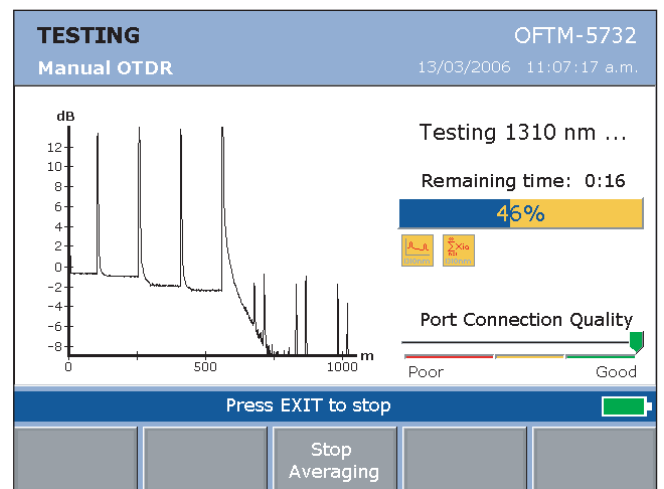 TESTING
OFTM-5732
Manual OTDR
13/03/2006 11:07:17 a.m.
dB
12
10
8
6
4
2
0
-2
-4
-6
-8
0
500
1000
m
Testing 1310 nm ...
Remaining time: 0:16
46%
Port Connection Quality
Poor
Good
Press EXIT to stop
Stop
Averaging